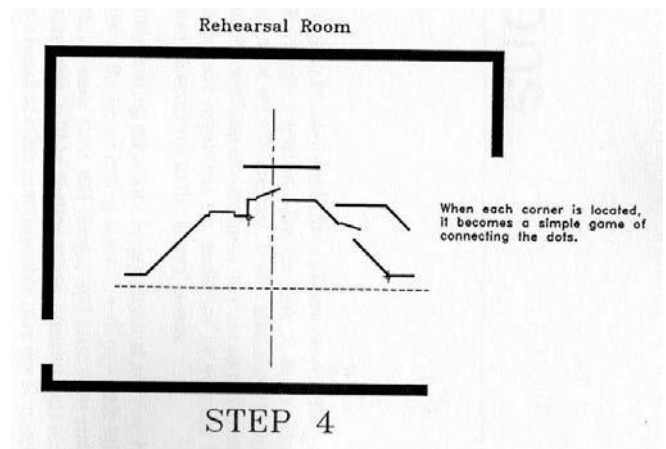 Rehearsal Room
When each corner is located,
it becomes a simple game of
connecting the dots.
STEP 4